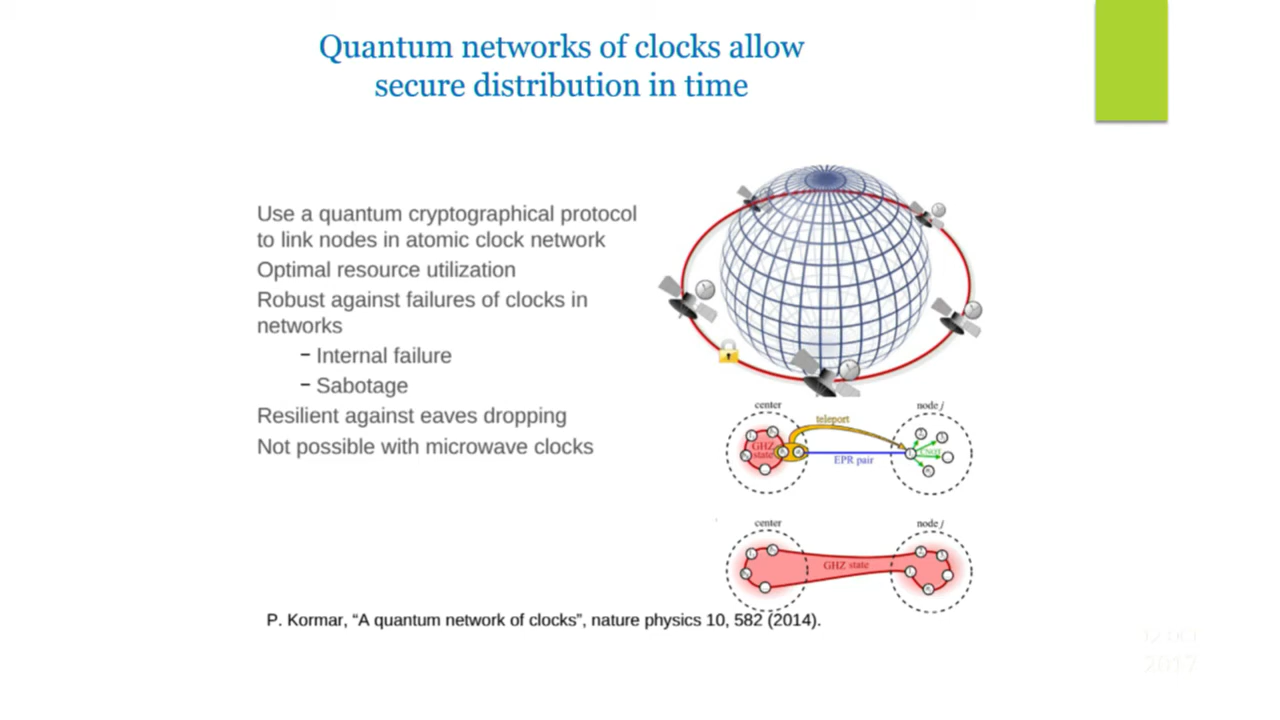 Quantum networks of clocks allow
secure distribution in time
Use a quantum cryptographical protocol
to link nodes in atomic clock network
Optimal resource utilization
Robust against failures of clocks in
networks
− Internal failure
− Sabotage
Resilient against eaves dropping
Not possible with microwave clocks
center
node j
teleport
GHZ
state
EPR pair
center
node j
GHZ state
P. Kormar, “A quantum network of clocks”, nature physics 10, 582 (2014).
2017